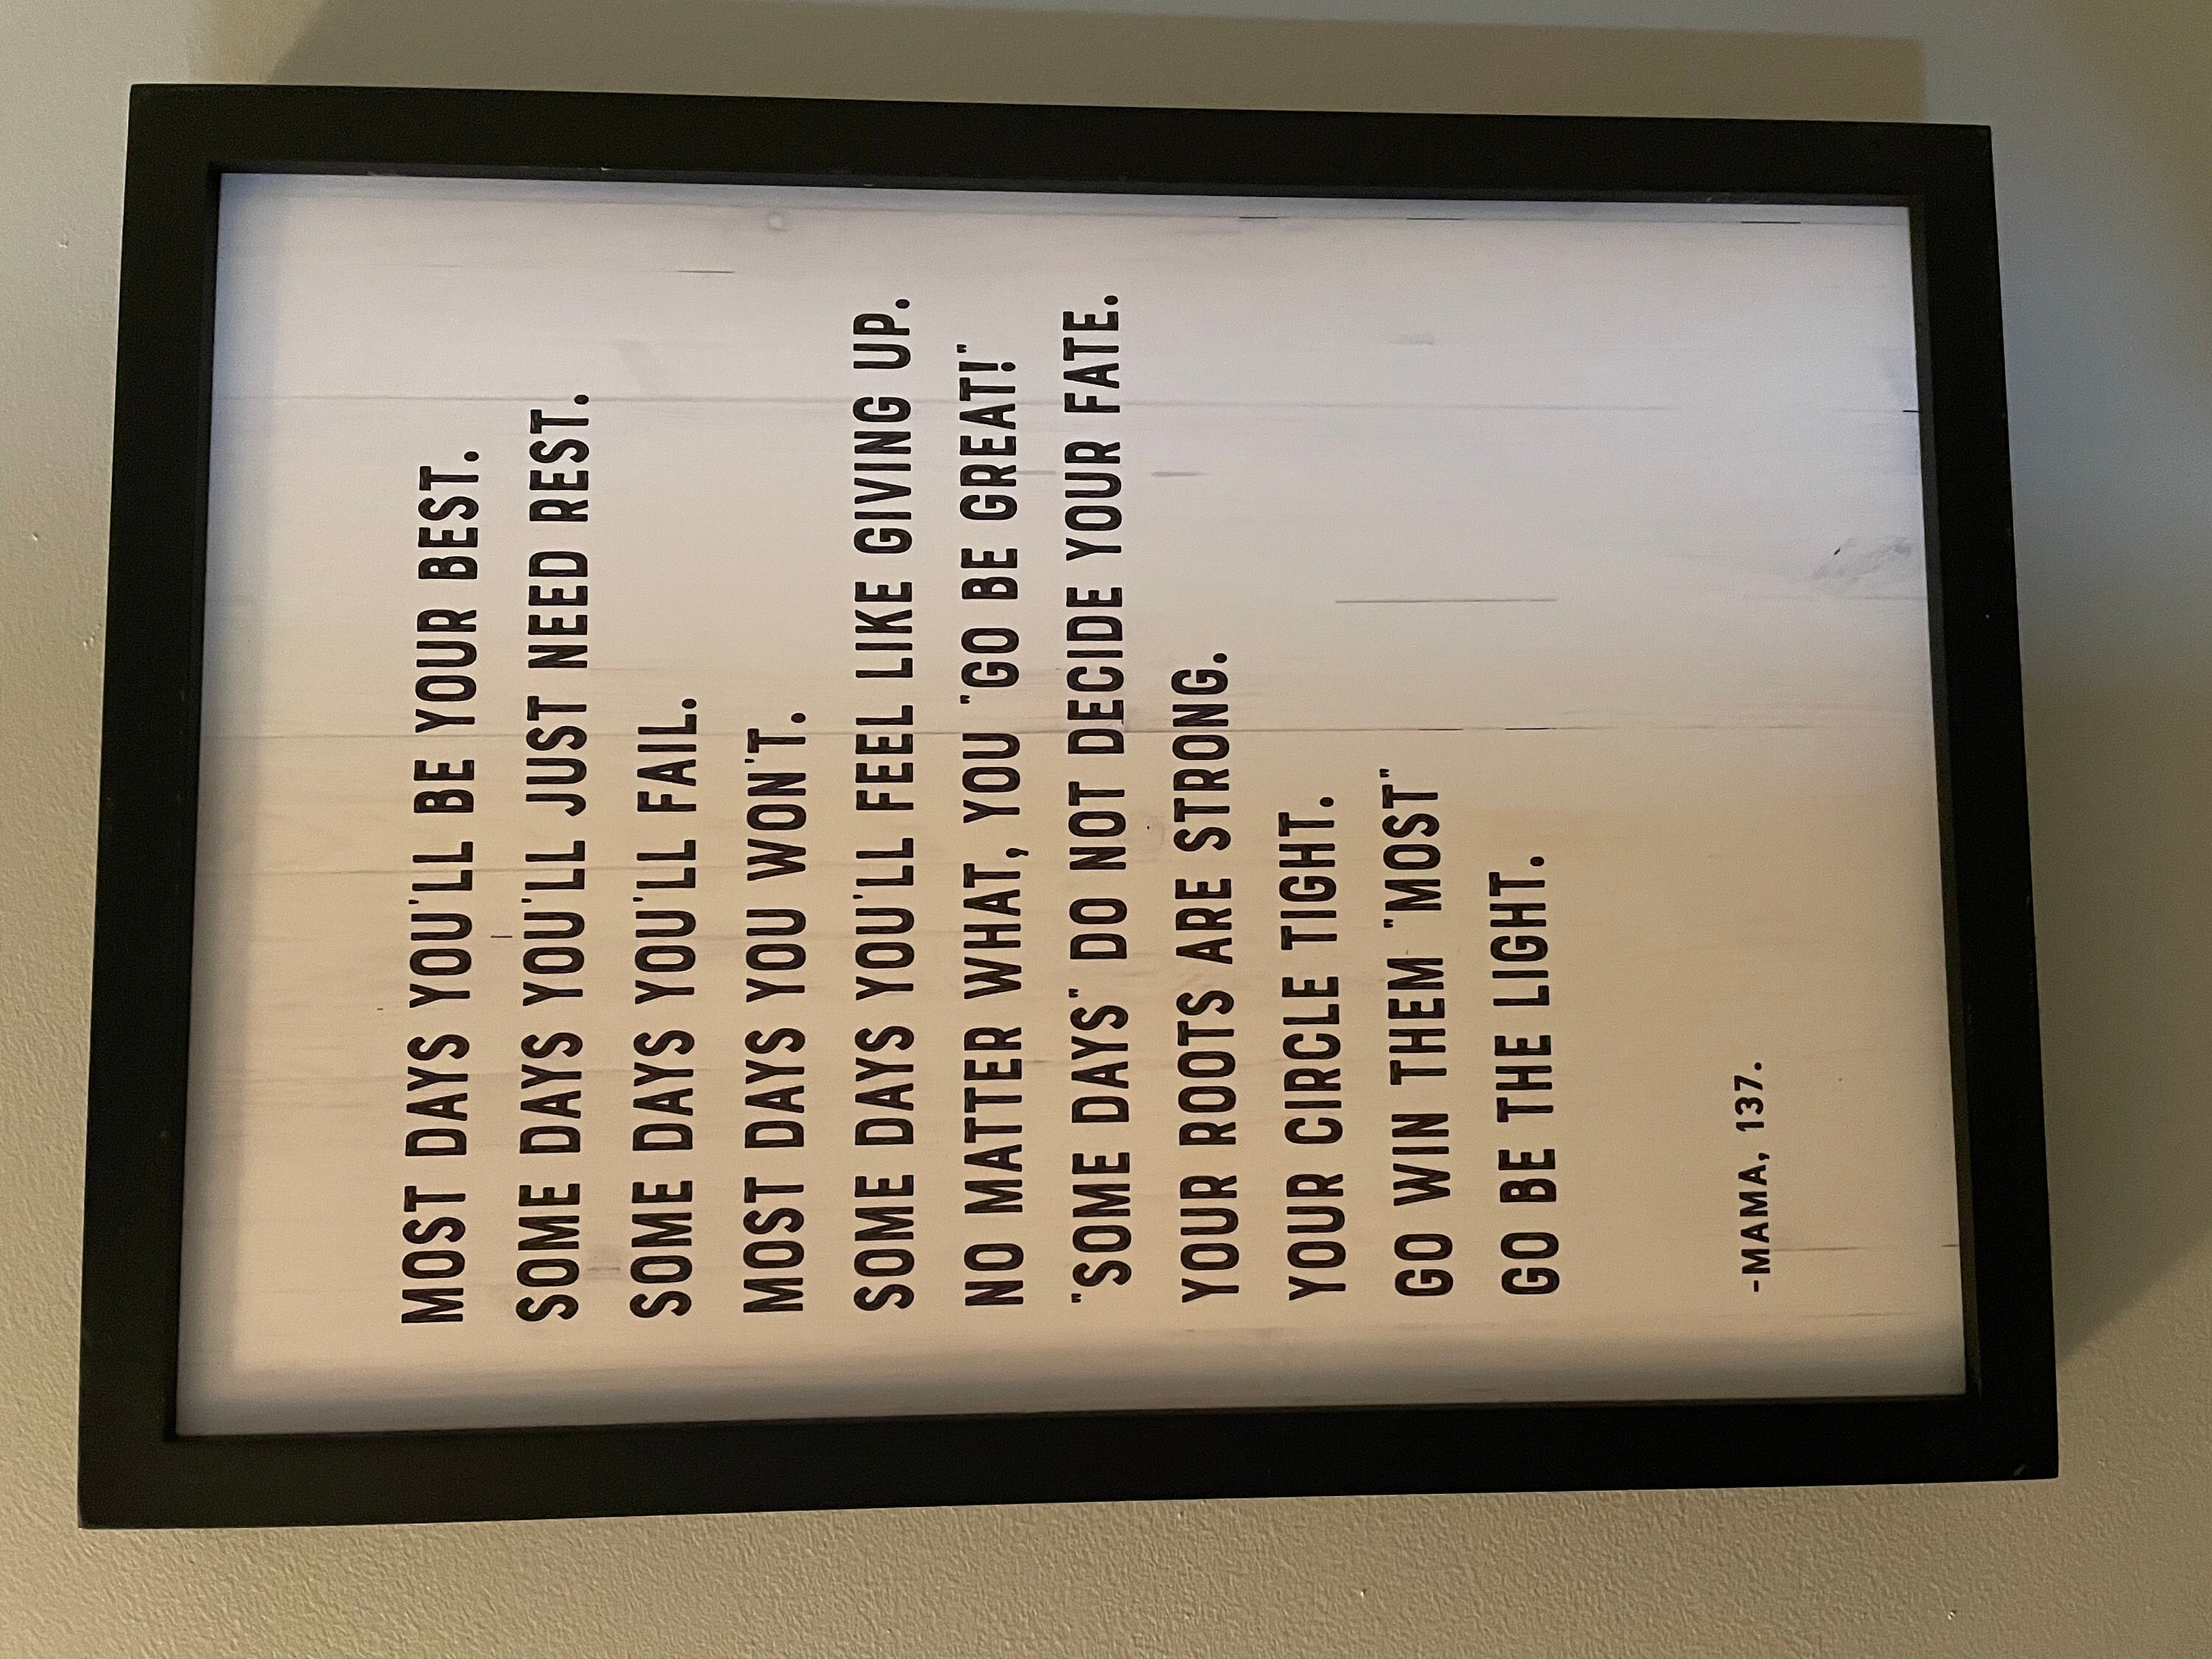 MOST DAYS YOU'LL BE YOUR BEST.
SOME DAYS YOU'LL JUST NEED REST.
SOME DAYS YOU'LL FAIL.
MOST DAYS YOU WON'T.
SOME DAYS YOU'LL FEEL LIKE GIVING UP.
NO MATTER WHAT, YOU "GO BE GREAT!"
"SOME DAYS" DO NOT DECIDE YOUR FATE.
YOUR ROOTS ARE STRONG.
YOUR CIRCLE TIGHT.
GO WIN THEM "MOST"
GO BE THE LIGHT.
-MAMA, 137.